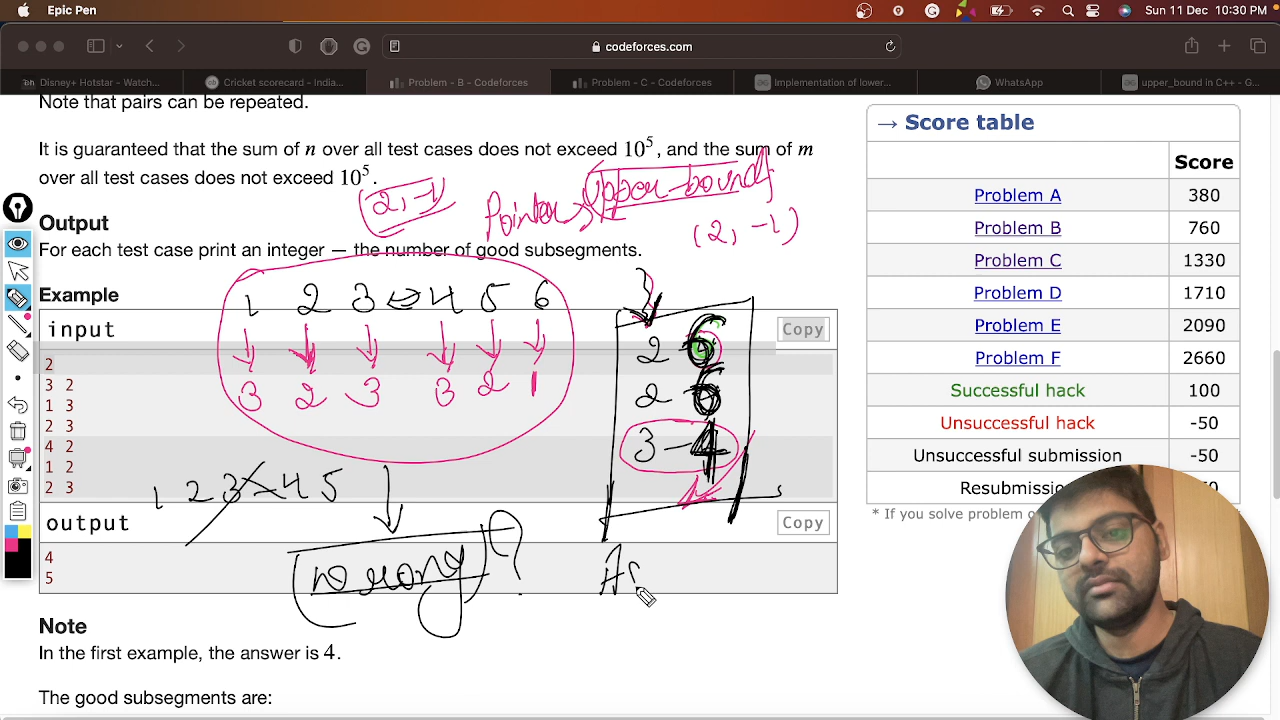 Epic Pen
Sun 11 Dec 10:30 PM
codeforces.com
Disney+ Hotstar - Watch...
Cricket scorecard - India...
Problem - B - Codeforces
Problem - C - Codeforces
Implementation of lower...
WhatsApp
upper_bound in C++ - G...
Note that pairs can be repeated.
It is guaranteed that the sum of n over all test cases does not exceed 10^5, and the sum of m
over all test cases does not exceed 10^5.
(2, -1)
Pointer
upper-bound
(2, -1)
Output
For each test case print an integer — the number of good subsegments.
Example
1 2 3 ↔ 4 5 6
input
Copy
↓ ↓ ↓ ↓ ↓ ↓
3 2 3 3 2 1
2
3 2
1 3
2 3
4 2
1 2
2 3
2 6
2 6
3 - 4
1 2 3 4 5
output
Copy
4
5
wrong?
Note
In the first example, the answer is 4.
The good subsegments are:
→ Score table
Score
Problem A 380
Problem B 760
Problem C 1330
Problem D 1710
Problem E 2090
Problem F 2660
Successful hack 100
Unsuccessful hack -50
Unsuccessful submission -50
Resubmission
* If you solve problem